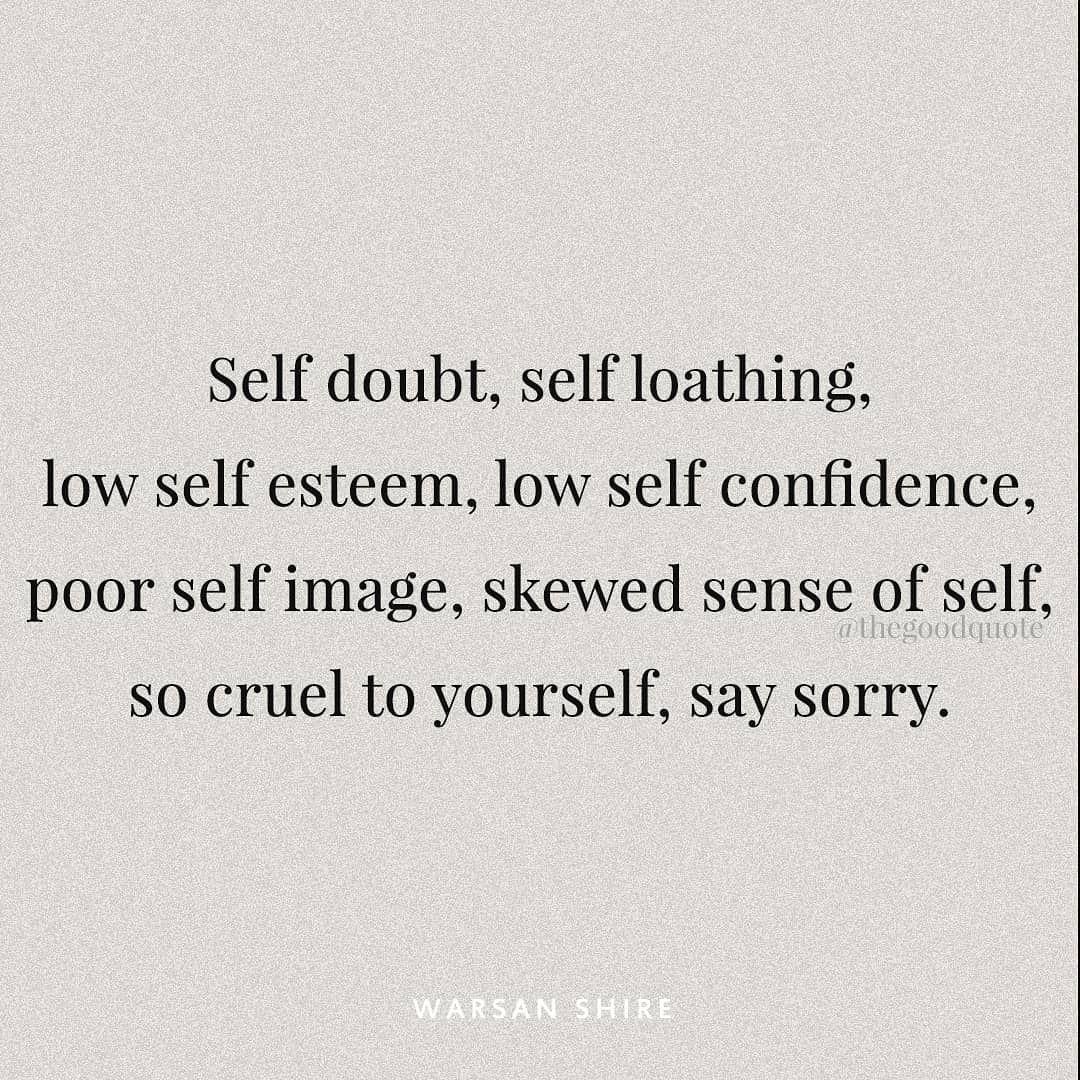 Self doubt, self loathing,
low self esteem, low self confidence,
poor self image, skewed sense of self,
@thegoodquote
so cruel to yourself, say sorry.
WARSAN SHIRE